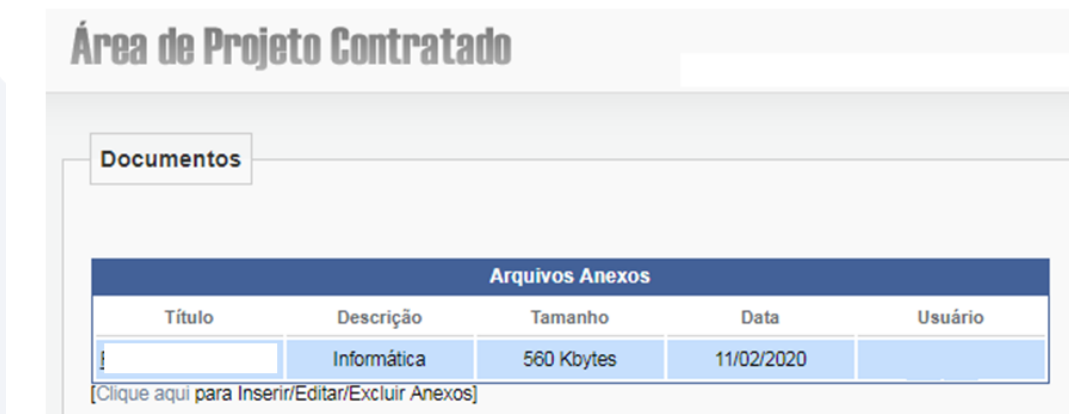 Área de Projeto Contratado
Documentos
Arquivos Anexos
Título Descrição Tamanho Data Usuário
Informática 560 Kbytes 11/02/2020
[Clique aqui para Inserir/Editar/Excluir Anexos]